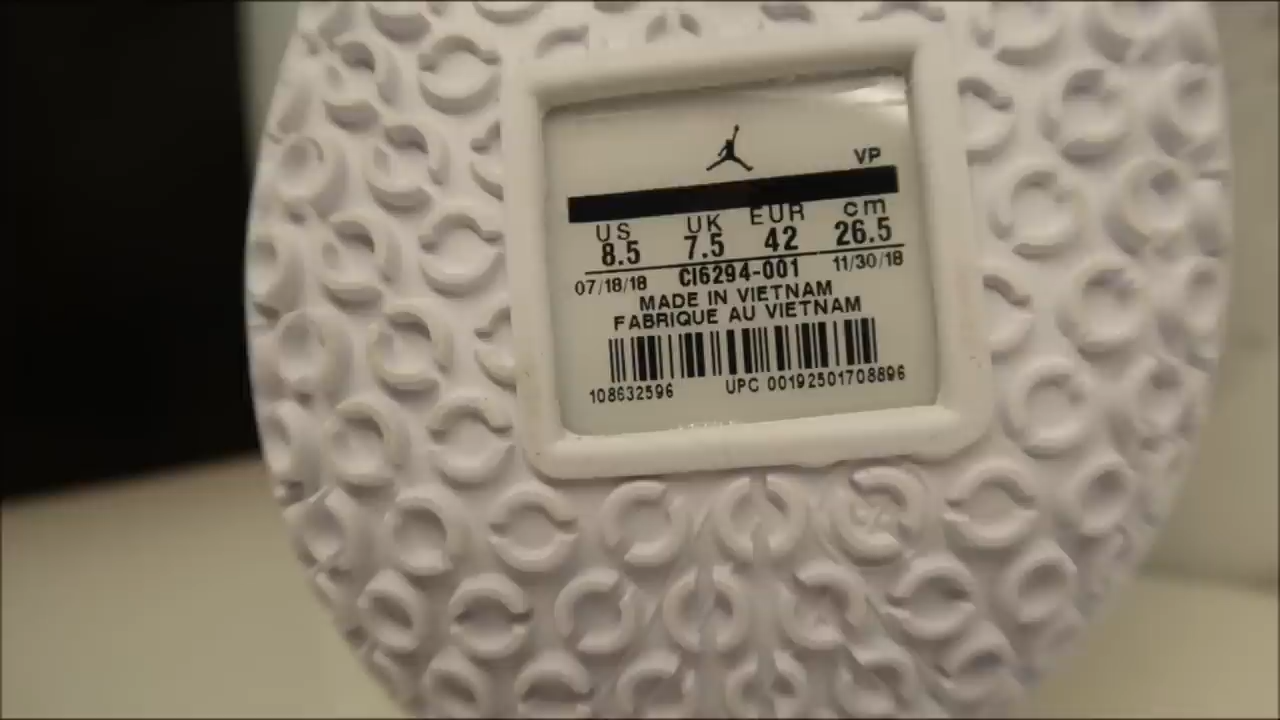 VP
US UK EUR cm
8.5 7.5 42 26.5
07/18/18 CI6294-001 11/30/18
MADE IN VIETNAM
FABRIQUE AU VIETNAM
108632596 UPC 00192501708896